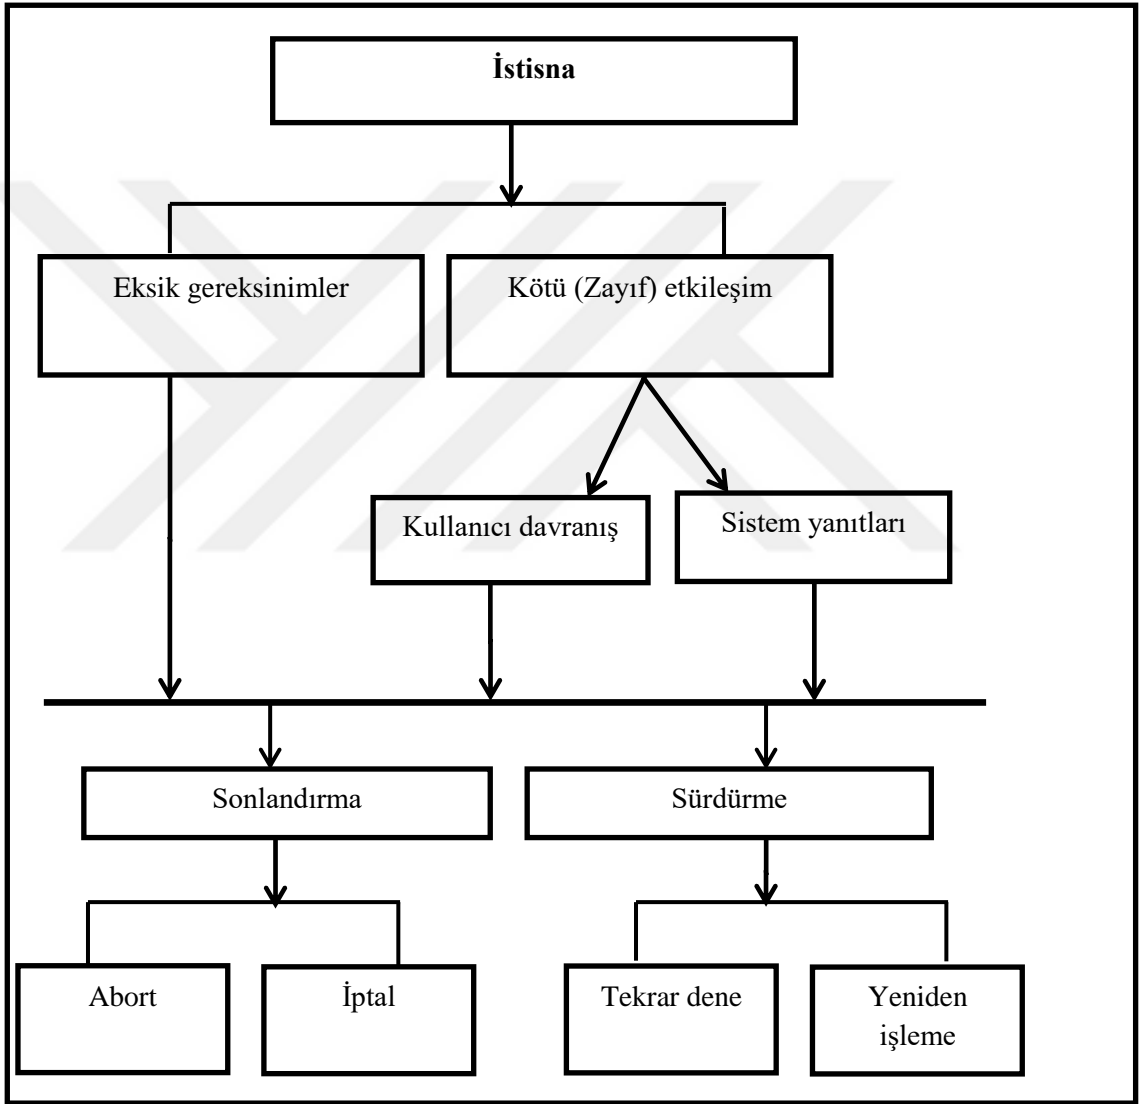 İstisna
Eksik gereksinimler
Kötü (Zayıf) etkileşim
Kullanıcı davranış
Sistem yanıtları
Sonlandırma
Sürdürme
Abort
İptal
Tekrar dene
Yeniden
işleme